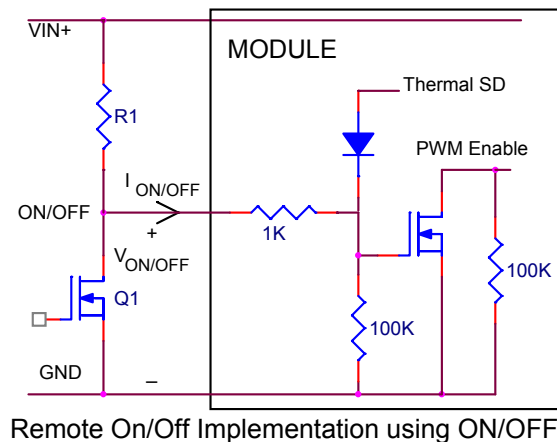 VIN+
MODULE
Thermal SD
R1
PWM Enable
I ON/OFF
ON/OFF
+
1K
V ON/OFF
Q1
100K
100K
GND
–
Remote On/Off Implementation using ON/OFF